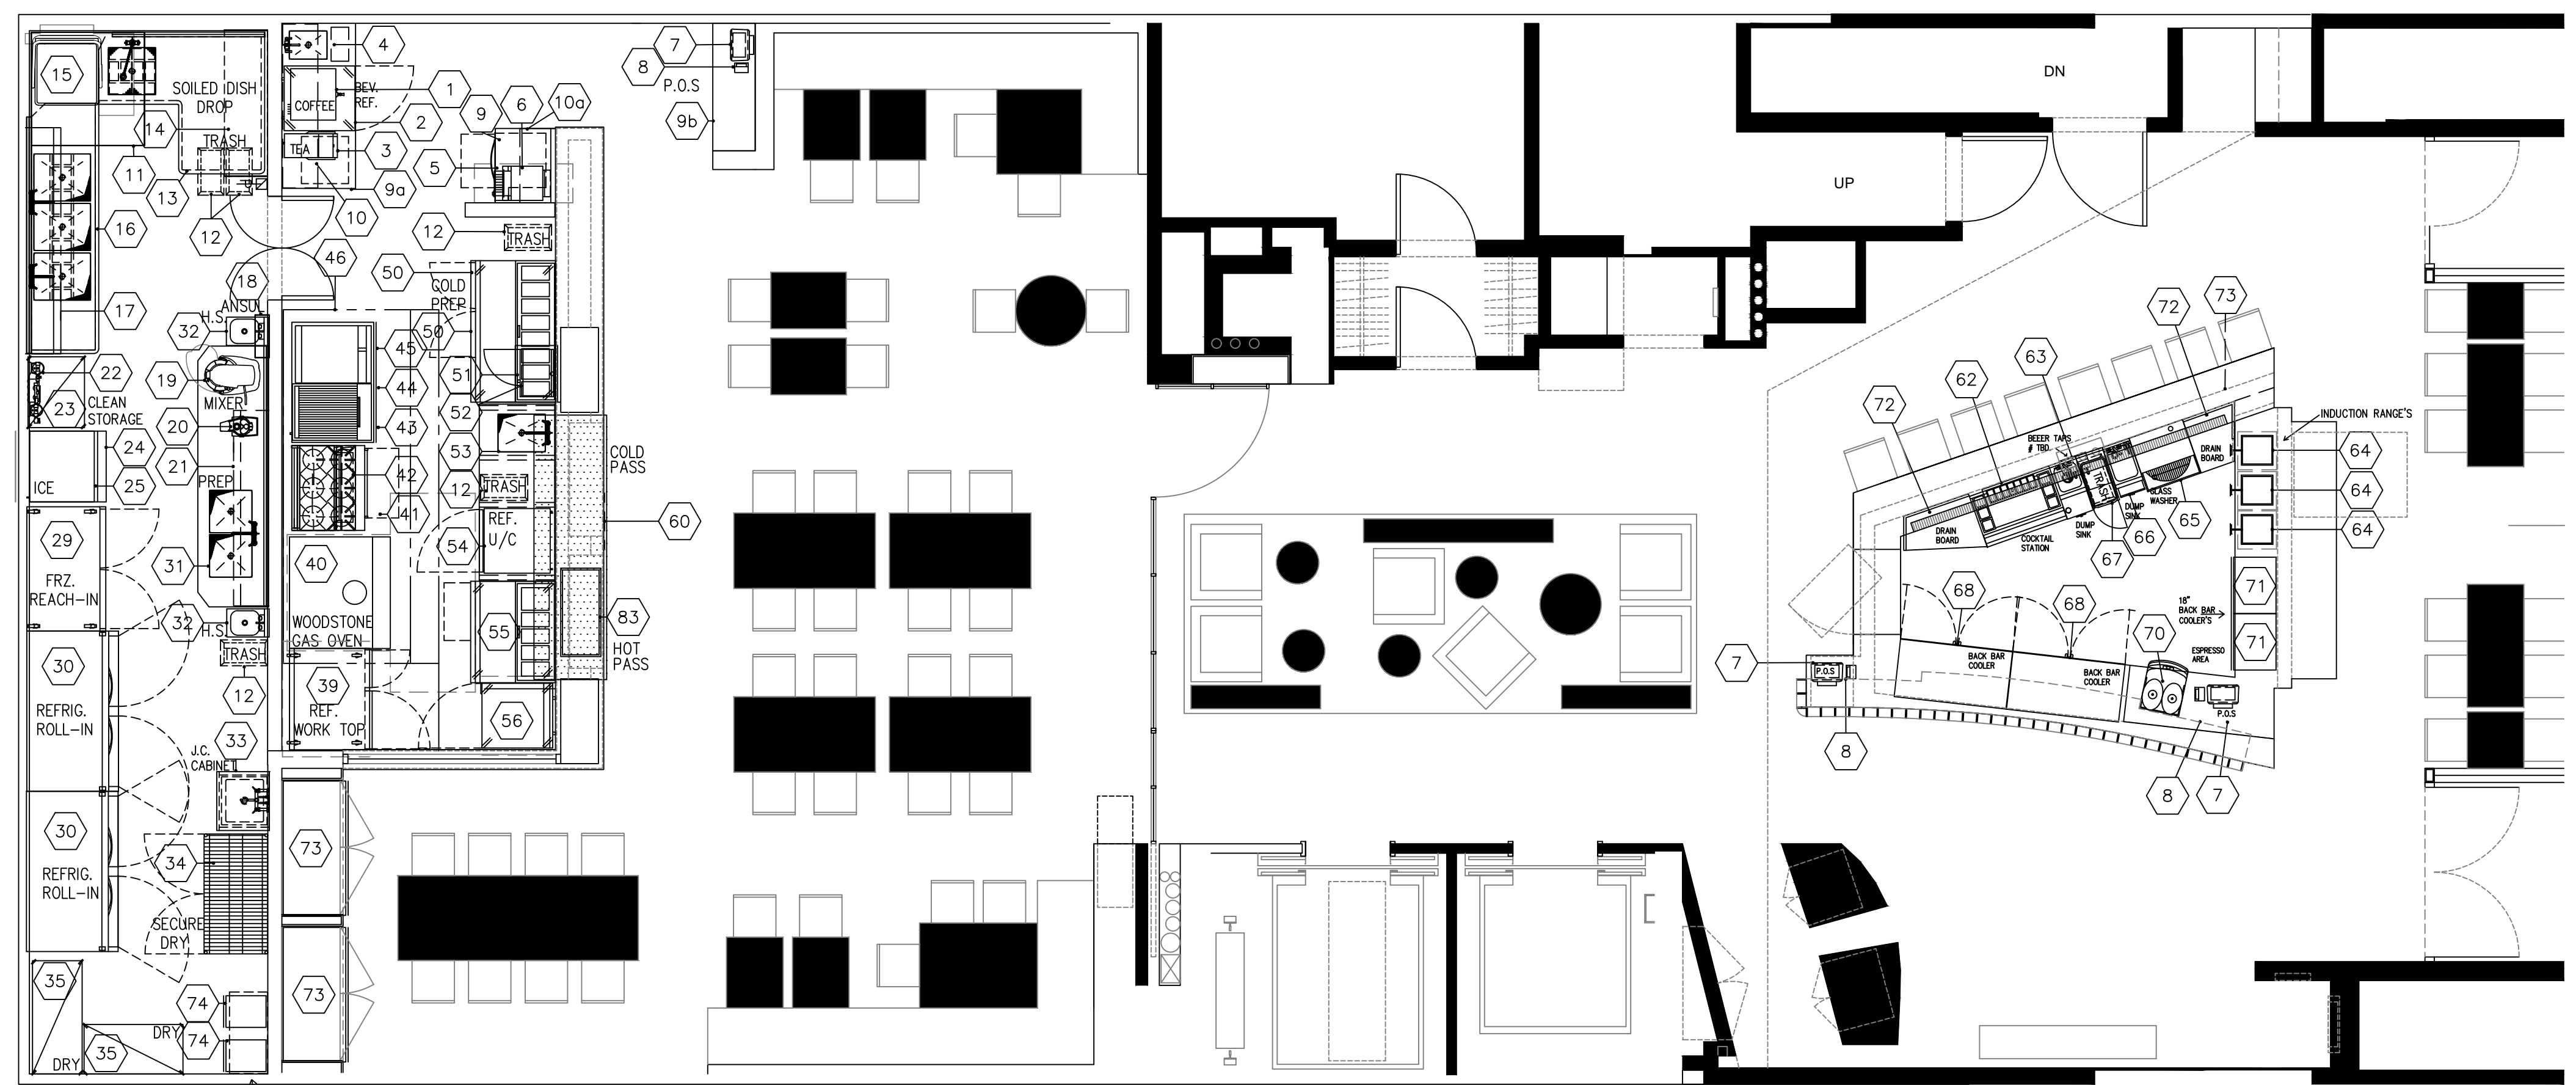 15
SOILED IDISH
DROP
14
TRASH
11
13
12
16
17
18
ANSUL
H.S.
32
22
23
CLEAN
STORAGE
19
MIXER
20
24
21
25
ICE
PREP
29
FRZ.
REACH-IN
31
32
H.S.
TRASH
12
30
REFRIG.
ROLL-IN
33
J.C.
CABINET
30
REFRIG.
ROLL-IN
34
SECURE
DRY
35
DRY
35
DRY
74
74
4
COFFEE
BEV.
REF.
1
2
TEA
3
9a
10
46
9
6
10a
5
12
TRASH
50
COLD
PREP
50
45
51
44
52
43
53
42
12
TRASH
41
REF.
U/C
54
40
WOODSTONE
GAS OVEN
55
39
REF.
WORK TOP
56
73
73
COLD
PASS
60
83
HOT
PASS
7
8
P.O.S
9b
DN
UP
73
72
63
62
72
BEEER TAPS
# TBD
INDUCTION RANGE'S
64
64
64
DRAIN
BOARD
TRASH
GLASS
WASHER
65
DUMP
SINK
66
DUMP
SINK
67
COCKTAIL
STATION
DRAIN
BOARD
68
68
18"
BACK BAR
COOLER'S
71
71
70
ESPRESSO
AREA
BACK BAR
COOLER
BACK BAR
COOLER
7
P.O.S
8
P.O.S
8
7